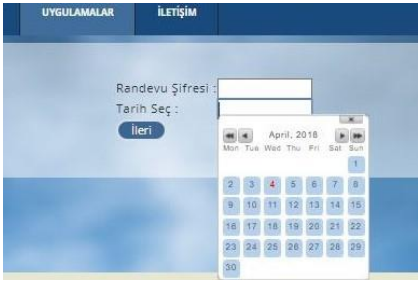 UYGULAMALAR İLETİŞİM
Randevu Şifresi :
Tarih Seç :
İleri
April, 2018
Mon Tue Wed Thu Fri Sat Sun
1
2 3 4 5 6 7 8
9 10 11 12 13 14 15
16 17 18 19 20 21 22
23 24 25 26 27 28 29
30